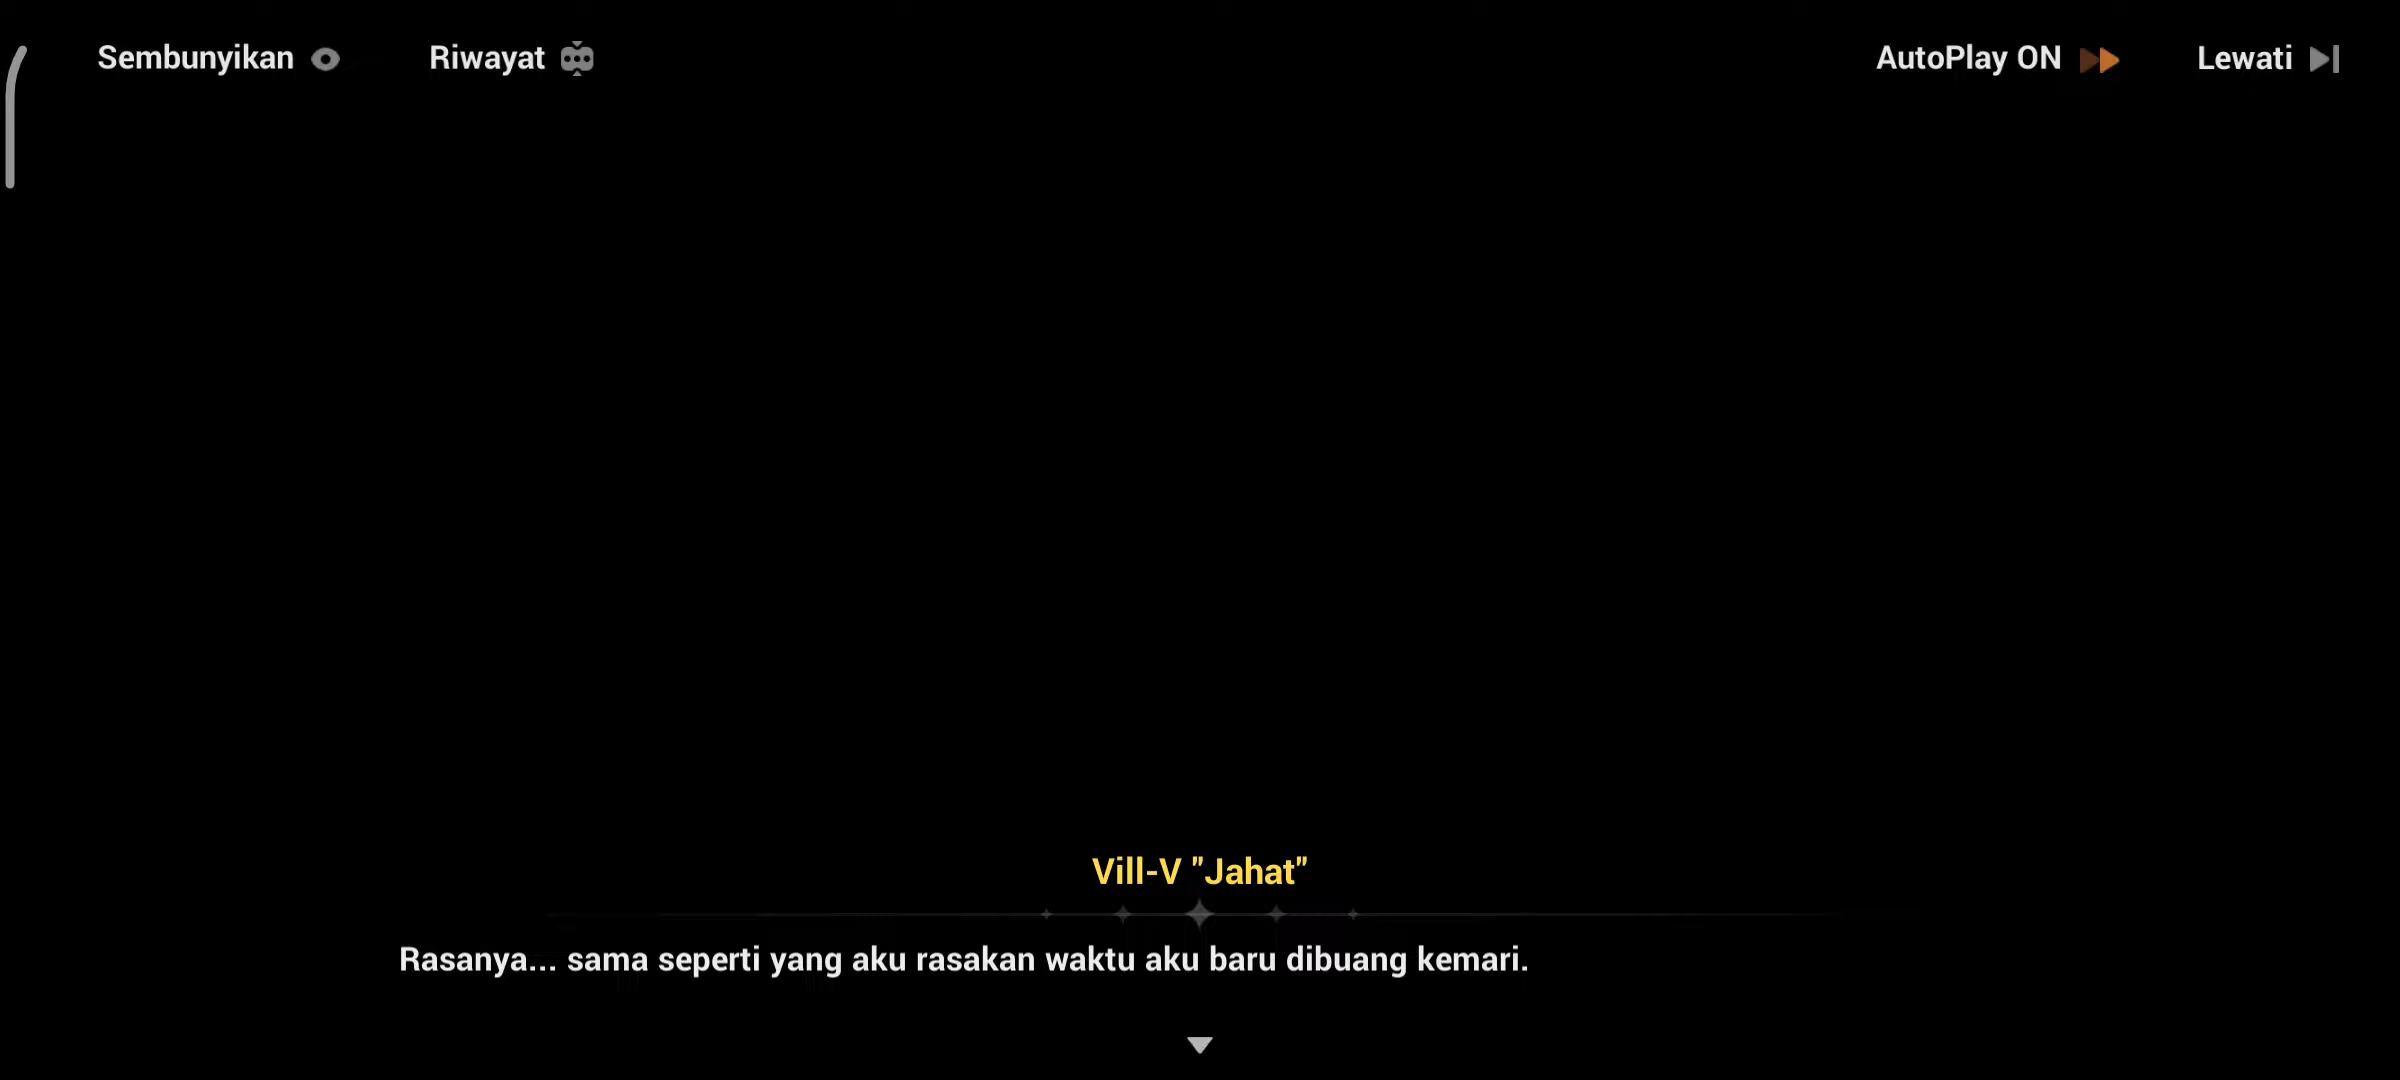 Sembunyikan
Riwayat
AutoPlay ON
Lewati
Vill-V "Jahat"
Rasanya... sama seperti yang aku rasakan waktu aku baru dibuang kemari.